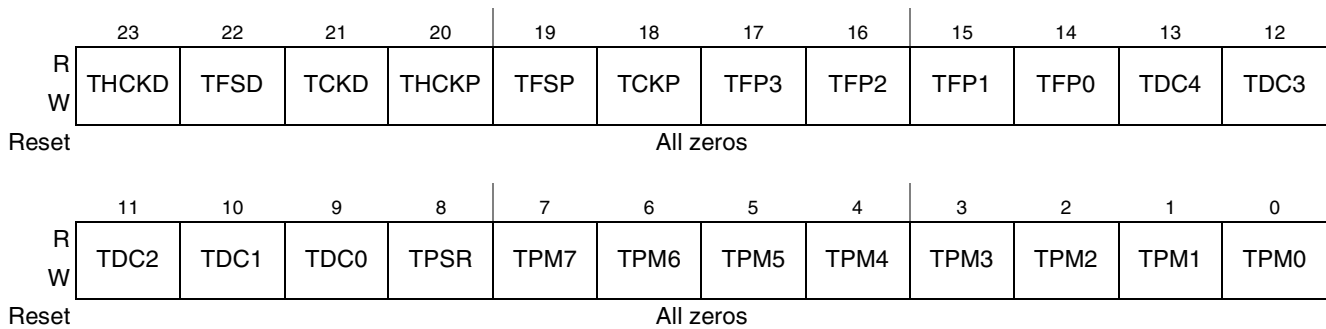 23 22 21 20 19 18 17 16 15 14 13 12
R
THCKD TFSD TCKD THCKP TFSP TCKP TFP3 TFP2 TFP1 TFP0 TDC4 TDC3
W
Reset All zeros
11 10 9 8 7 6 5 4 3 2 1 0
R
TDC2 TDC1 TDC0 TPSR TPM7 TPM6 TPM5 TPM4 TPM3 TPM2 TPM1 TPM0
W
Reset All zeros